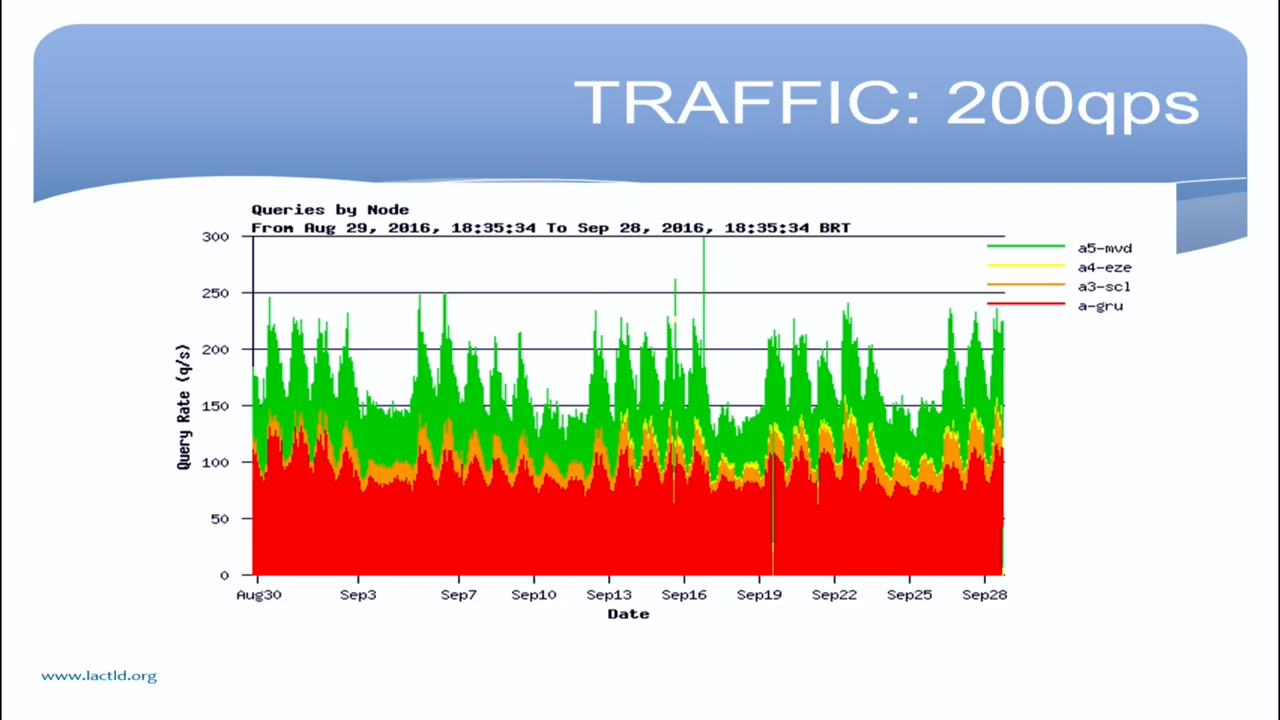 TRAFFIC: 200qps
Queries by Node
From Aug 29, 2016, 18:35:34 To Sep 28, 2016, 18:35:34 BRT
300
250
200
150
100
50
0
Query Rate (q/s)
a5-mvd
a4-eze
a3-scl
a-gru
Aug30 Sep3 Sep7 Sep10 Sep13 Sep16 Sep19 Sep22 Sep25 Sep28
Date
www.lactld.org